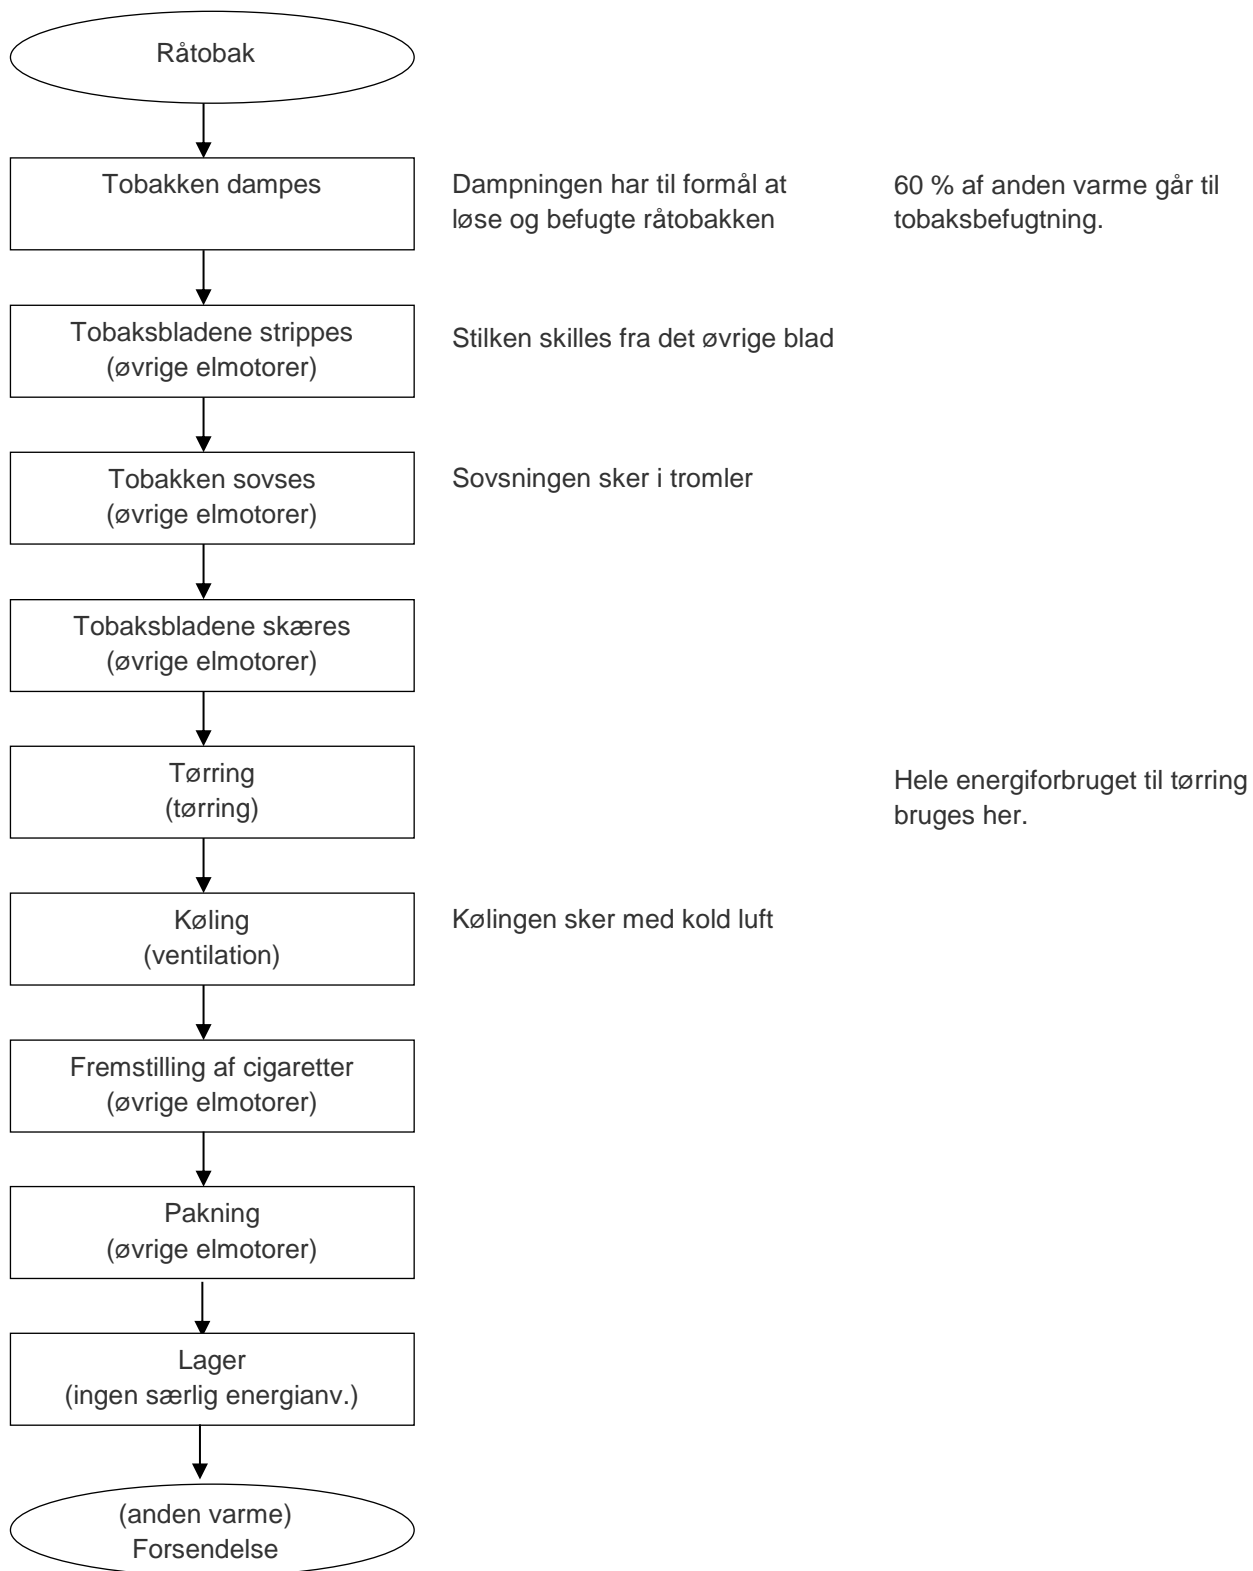 Råtobak
Tobakken dampes
Dampningen har til formål at
løse og befugte råtobakken
60 % af anden varme går til
tobaksbefugtning.
Tobaksbladene strippes
(øvrige elmotorer)
Stilken skilles fra det øvrige blad
Tobakken sovses
(øvrige elmotorer)
Sovsningen sker i tromler
Tobaksbladene skæres
(øvrige elmotorer)
Tørring
(tørring)
Hele energiforbruget til tørring
bruges her.
Køling
(ventilation)
Kølingen sker med kold luft
Fremstilling af cigaretter
(øvrige elmotorer)
Pakning
(øvrige elmotorer)
Lager
(ingen særlig energianv.)
(anden varme)
Forsendelse